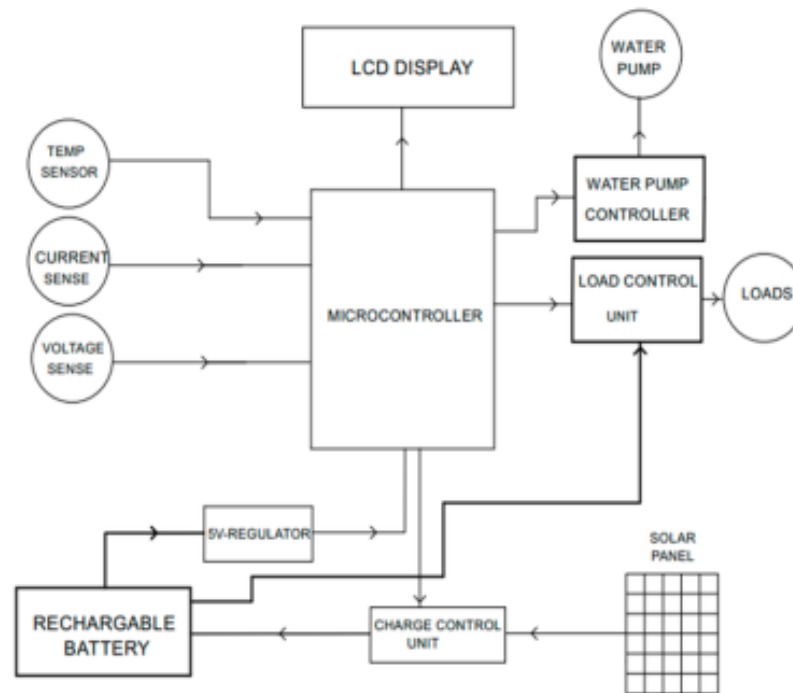 LCD DISPLAY
WATER
PUMP
TEMP
SENSOR
WATER PUMP
CONTROLLER
CURRENT
SENSE
LOAD CONTROL
UNIT
LOADS
MICROCONTROLLER
VOLTAGE
SENSE
5V-REGULATOR
SOLAR
PANEL
RECHARGABLE
BATTERY
CHARGE CONTROL
UNIT